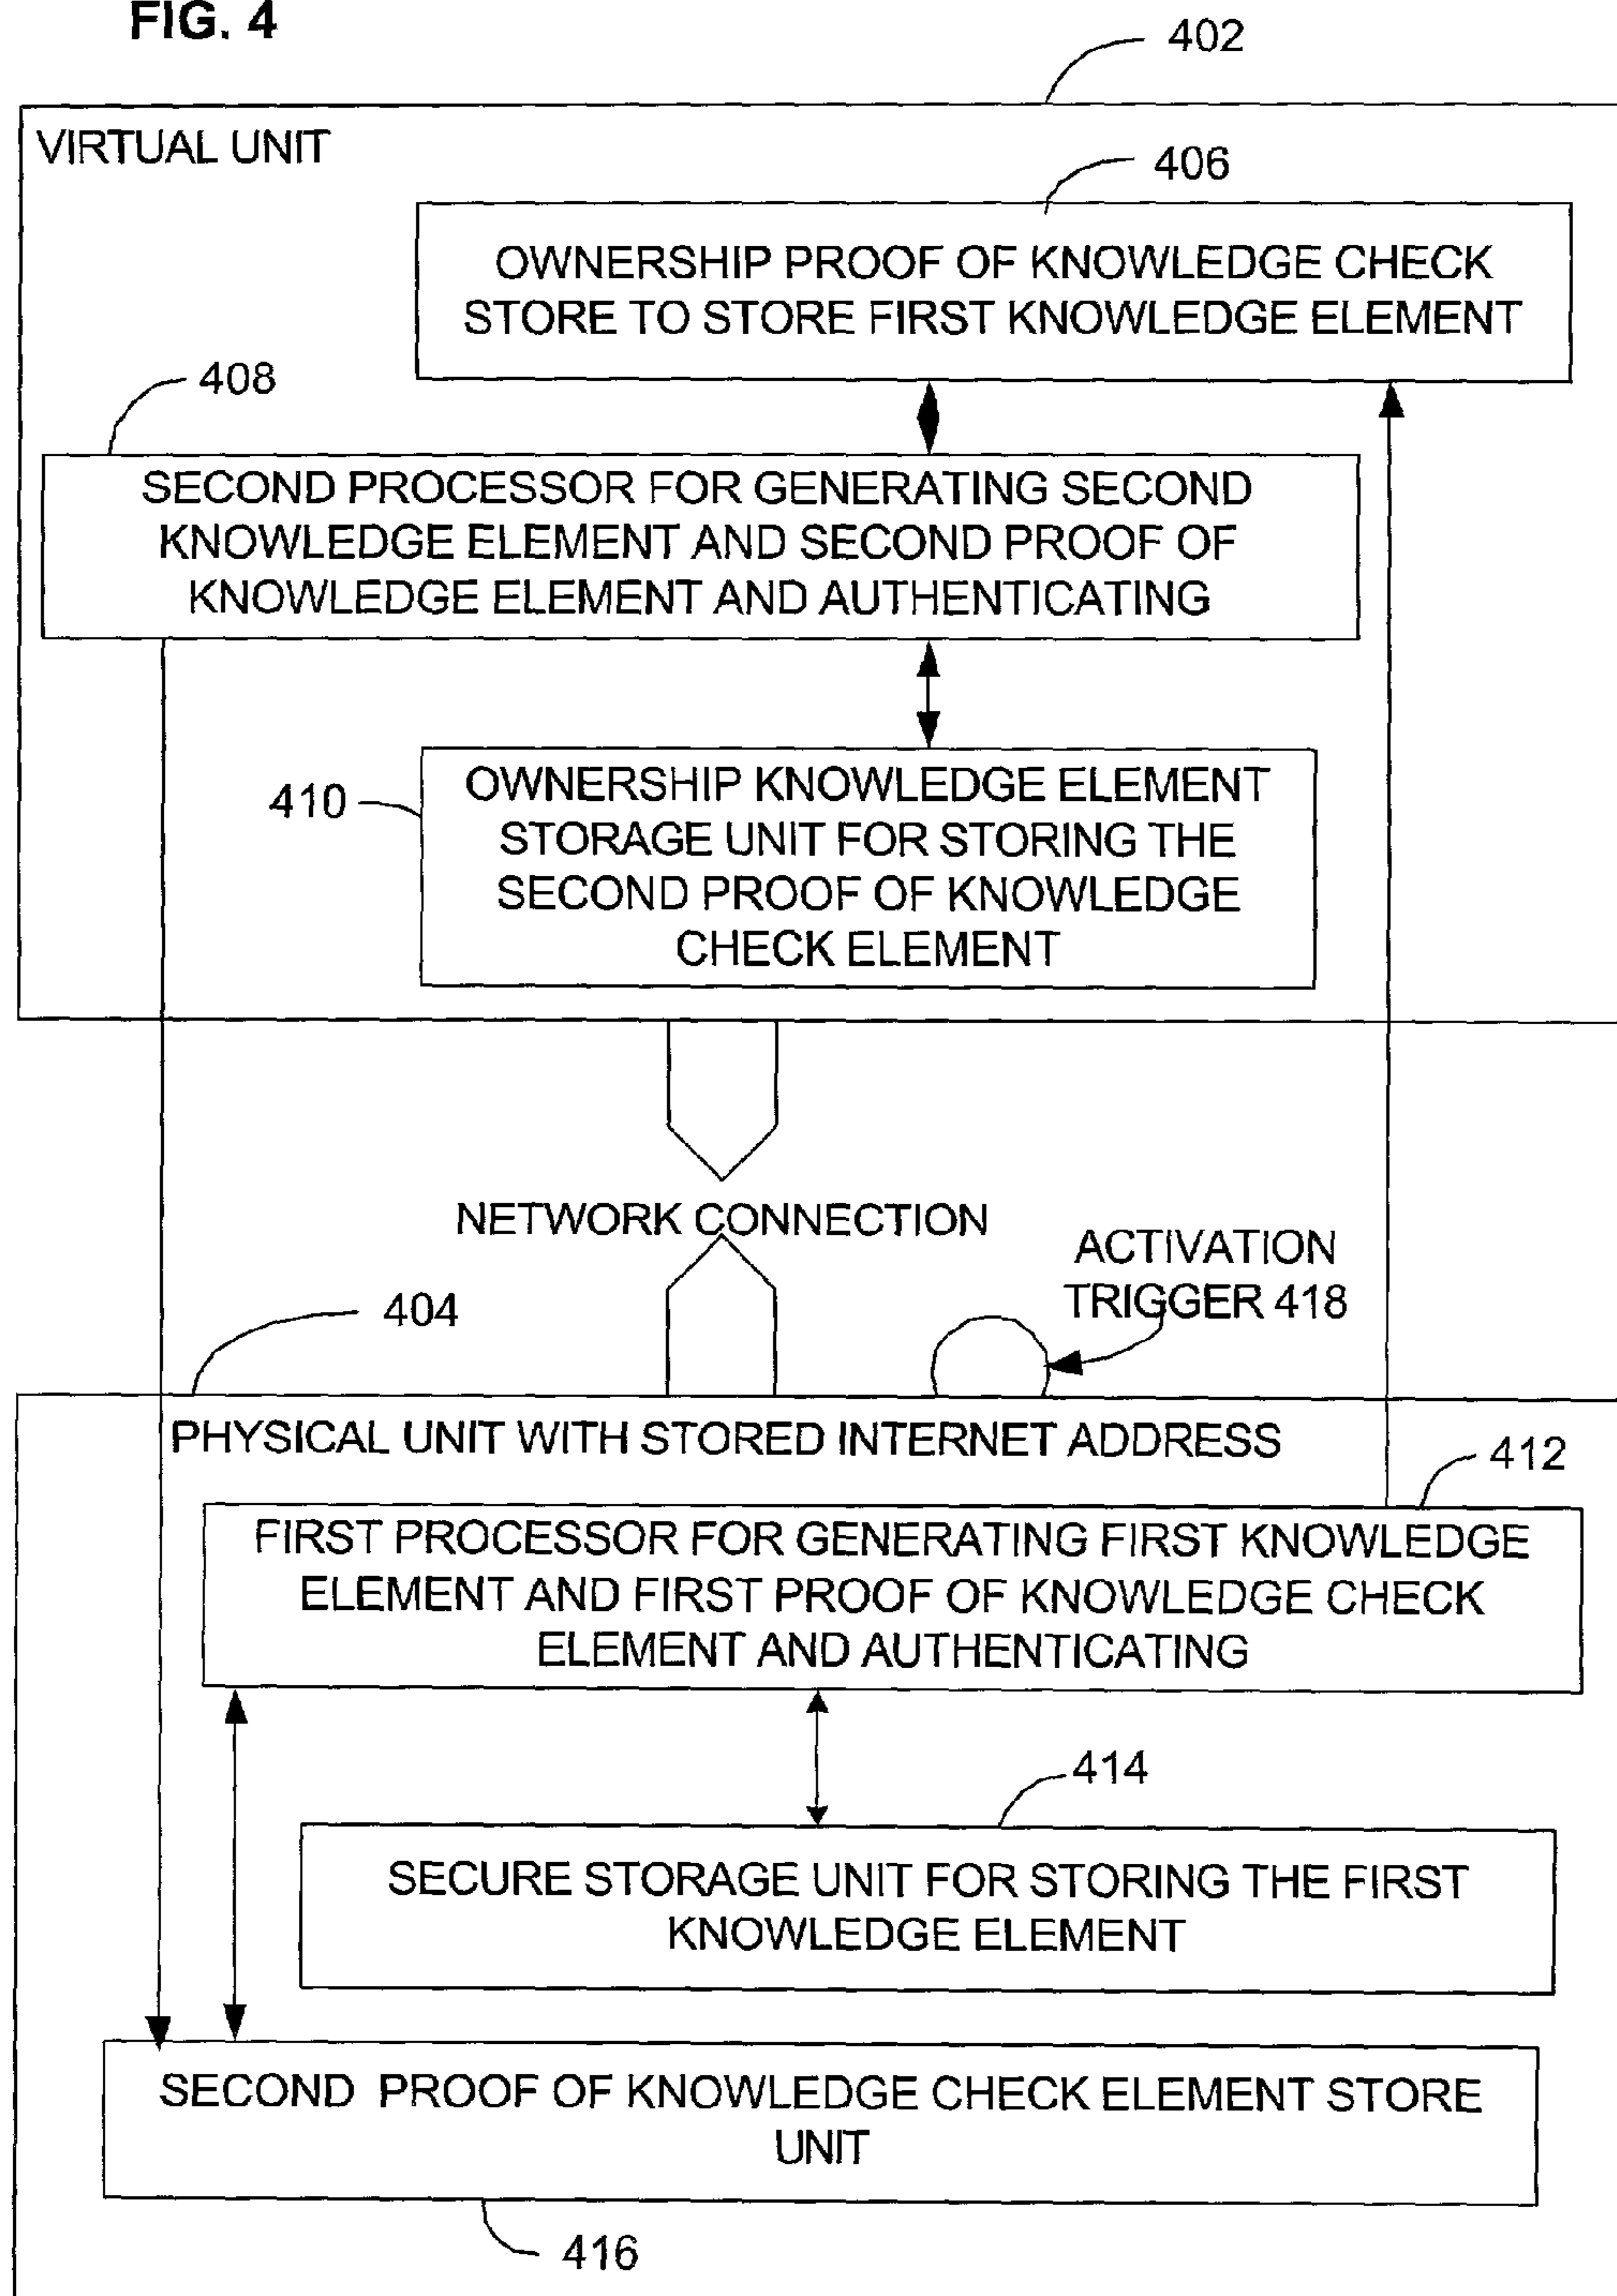 FIG. 4
402
VIRTUAL UNIT
406
OWNERSHIP PROOF OF KNOWLEDGE CHECK
STORE TO STORE FIRST KNOWLEDGE ELEMENT
408
SECOND PROCESSOR FOR GENERATING SECOND
KNOWLEDGE ELEMENT AND SECOND PROOF OF
KNOWLEDGE ELEMENT AND AUTHENTICATING
410
OWNERSHIP KNOWLEDGE ELEMENT
STORAGE UNIT FOR STORING THE
SECOND PROOF OF KNOWLEDGE
CHECK ELEMENT
NETWORK CONNECTION
ACTIVATION
TRIGGER 418
404
PHYSICAL UNIT WITH STORED INTERNET ADDRESS
412
FIRST PROCESSOR FOR GENERATING FIRST KNOWLEDGE
ELEMENT AND FIRST PROOF OF KNOWLEDGE CHECK
ELEMENT AND AUTHENTICATING
414
SECURE STORAGE UNIT FOR STORING THE FIRST
KNOWLEDGE ELEMENT
SECOND PROOF OF KNOWLEDGE CHECK ELEMENT STORE
UNIT
416